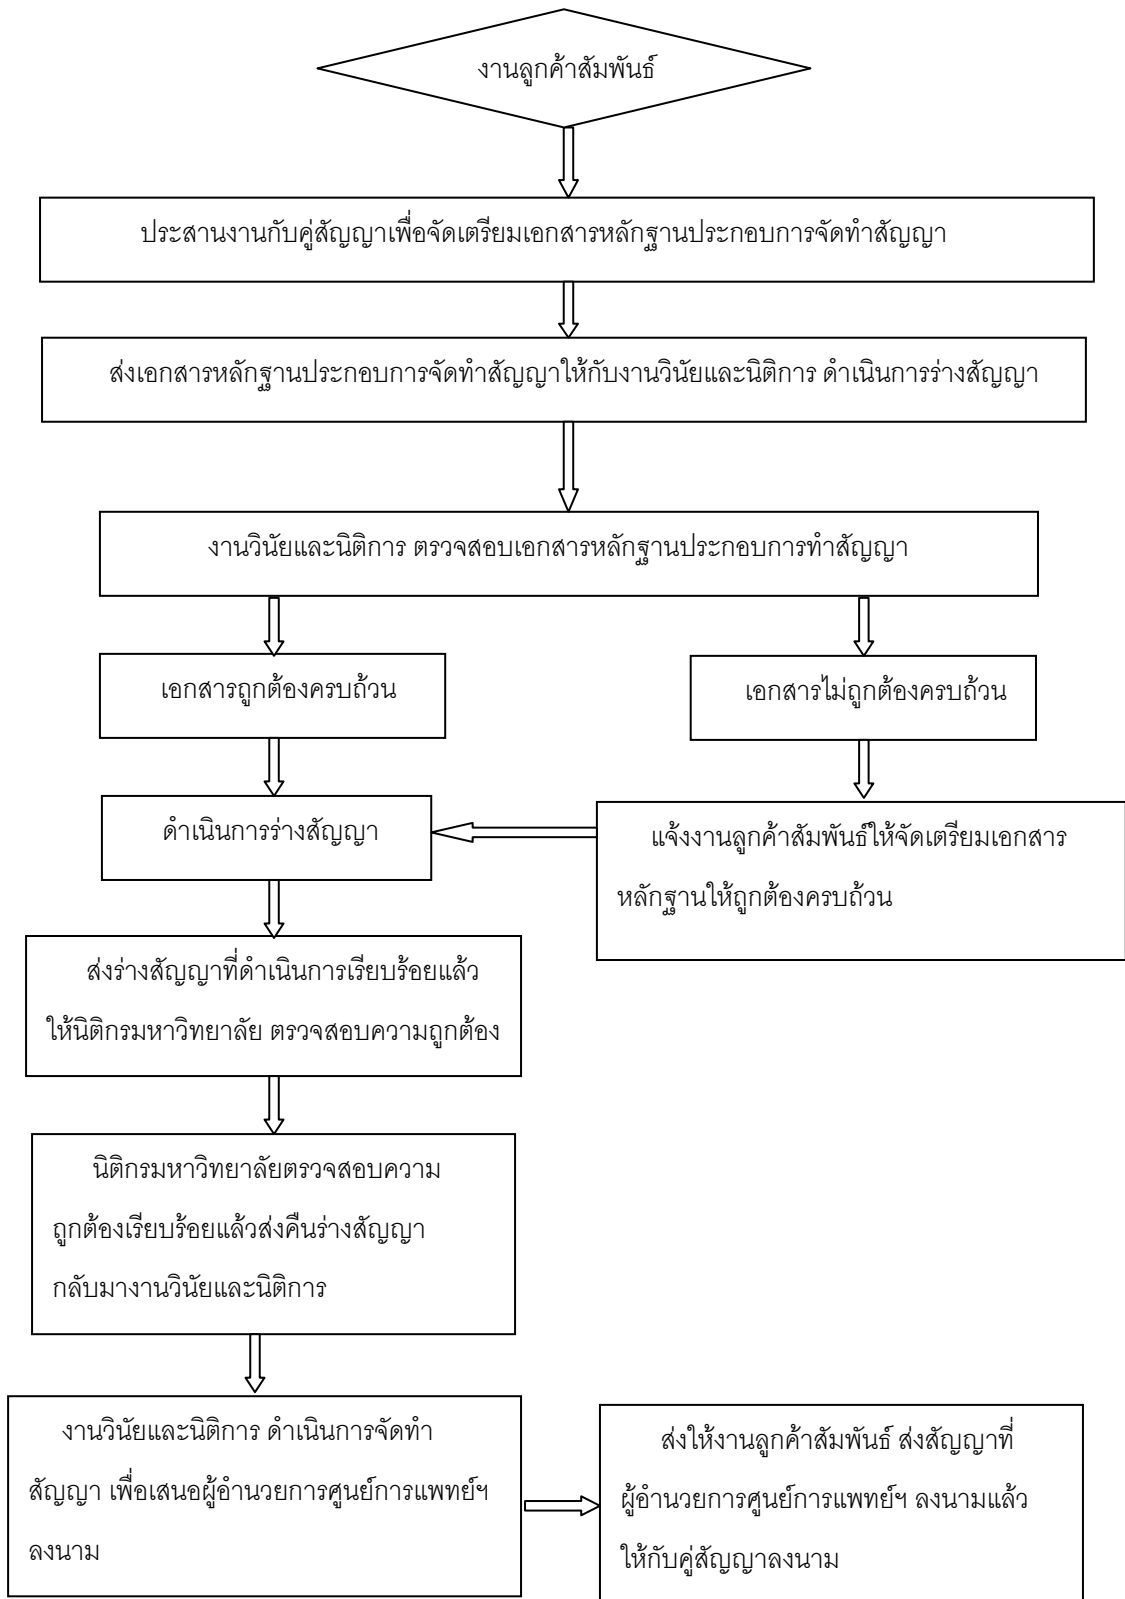 งานลูกค้าสัมพันธ์
ประสานงานกับคู่สัญญาเพื่อจัดเตรียมเอกสารหลักฐานประกอบการจัดทำสัญญา
ส่งเอกสารหลักฐานประกอบการจัดทำสัญญาให้กับงานวินัยและนิติการ ดำเนินการร่างสัญญา
งานวินัยและนิติการ ตรวจสอบเอกสารหลักฐานประกอบการทำสัญญา
เอกสารถูกต้องครบถ้วน
เอกสารไม่ถูกต้องครบถ้วน
ดำเนินการร่างสัญญา
แจ้งงานลูกค้าสัมพันธ์ให้จัดเตรียมเอกสาร
หลักฐานให้ถูกต้องครบถ้วน
ส่งร่างสัญญาที่ดำเนินการเรียบร้อยแล้ว
ให้นิติกรมหาวิทยาลัย ตรวจสอบความถูกต้อง
นิติกรมหาวิทยาลัยตรวจสอบความ
ถูกต้องเรียบร้อยแล้วส่งคืนร่างสัญญา
กลับมางานวินัยและนิติการ
งานวินัยและนิติการ ดำเนินการจัดทำ
สัญญา เพื่อเสนอผู้อำนวยการศูนย์การแพทย์ฯ
ลงนาม
ส่งให้งานลูกค้าสัมพันธ์ ส่งสัญญาที่
ผู้อำนวยการศูนย์การแพทย์ฯ ลงนามแล้ว
ให้กับคู่สัญญาลงนาม